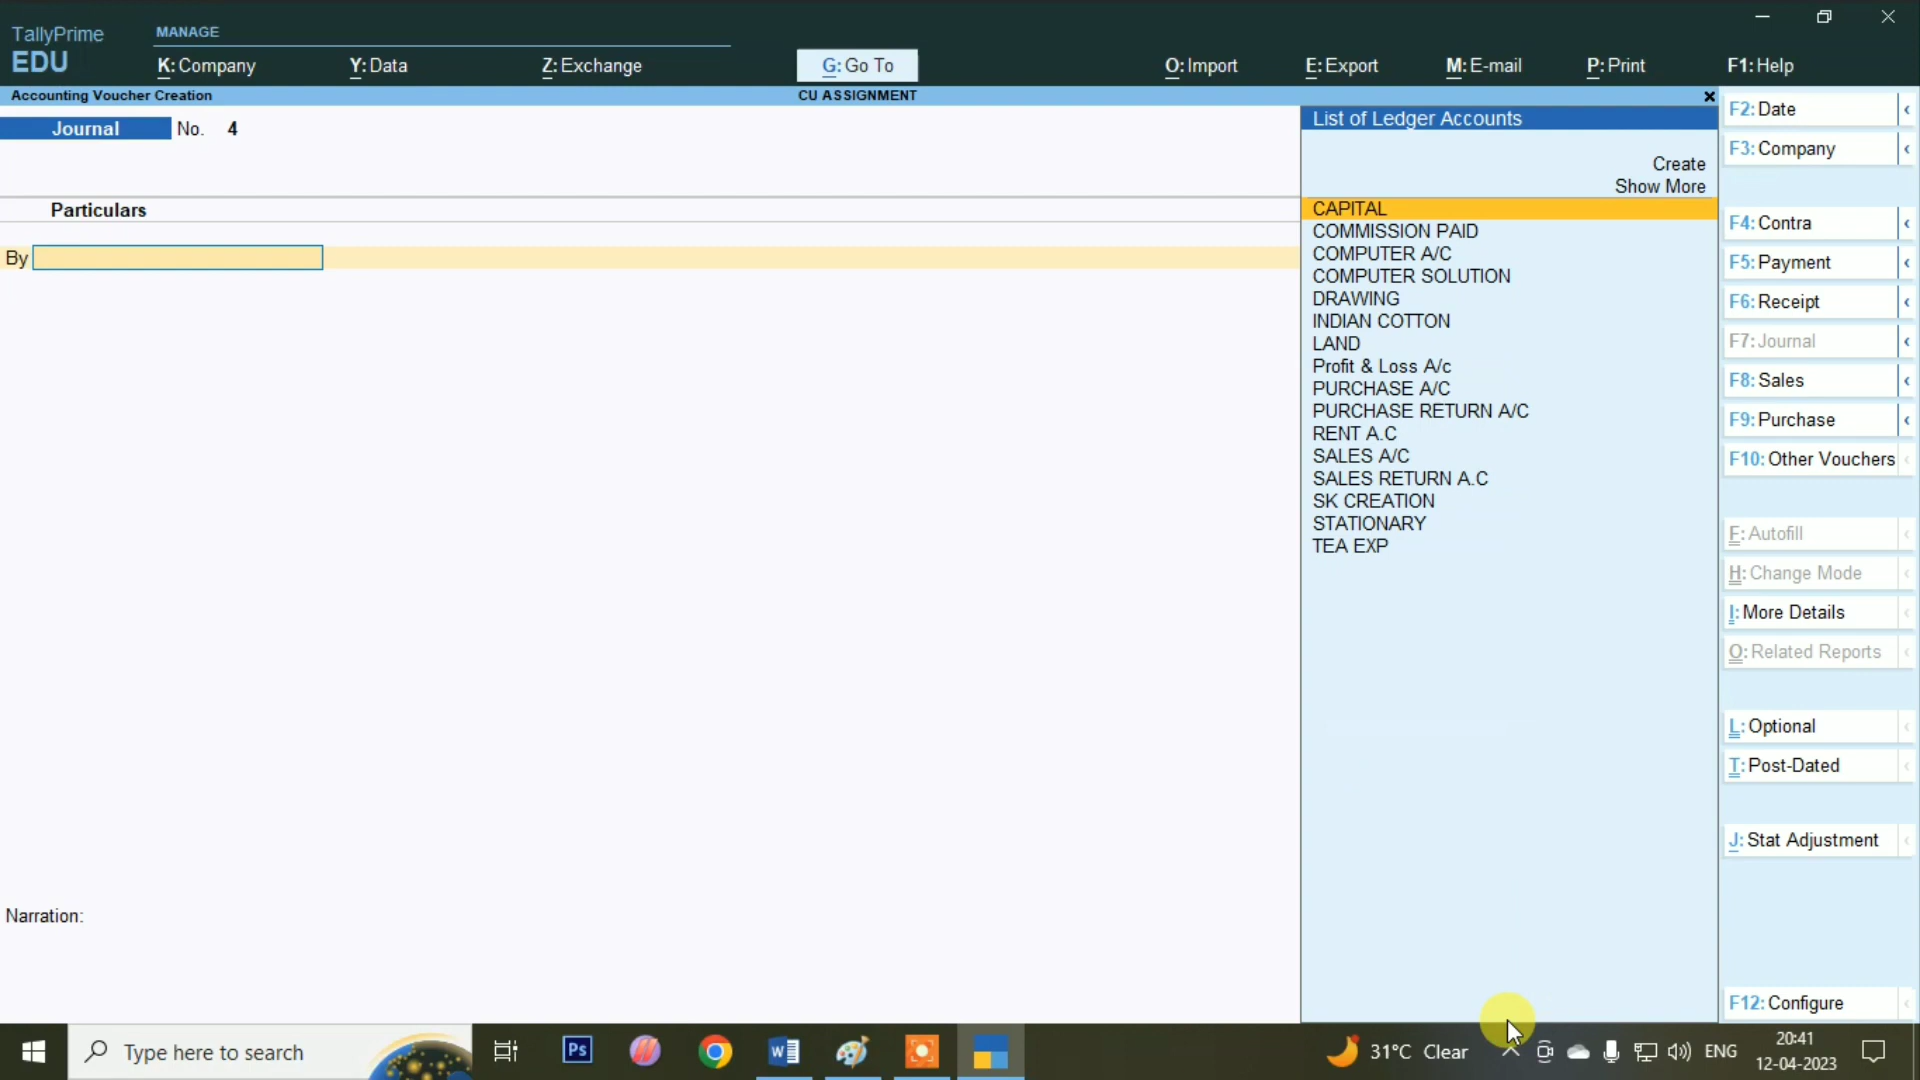 TallyPrime
EDU
MANAGE
K: Company
Y: Data
Z: Exchange
G: Go To
O: Import
E: Export
M: E-mail
P: Print
F1: Help
Accounting Voucher Creation
CU ASSIGNMENT
Journal No. 4
Particulars
By
Narration:
List of Ledger Accounts
Create
Show More
CAPITAL
COMMISSION PAID
COMPUTER A/C
COMPUTER SOLUTION
DRAWING
INDIAN COTTON
LAND
Profit & Loss A/c
PURCHASE A/C
PURCHASE RETURN A/C
RENT A.C
SALES A/C
SALES RETURN A.C
SK CREATION
STATIONARY
TEA EXP
F2: Date
F3: Company
F4: Contra
F5: Payment
F6: Receipt
F7: Journal
F8: Sales
F9: Purchase
F10: Other Vouchers
F: Autofill
H: Change Mode
I: More Details
O: Related Reports
L: Optional
T: Post-Dated
J: Stat Adjustment
F12: Configure
Type here to search
Ps
31°C Clear
ENG
20:41
12-04-2023